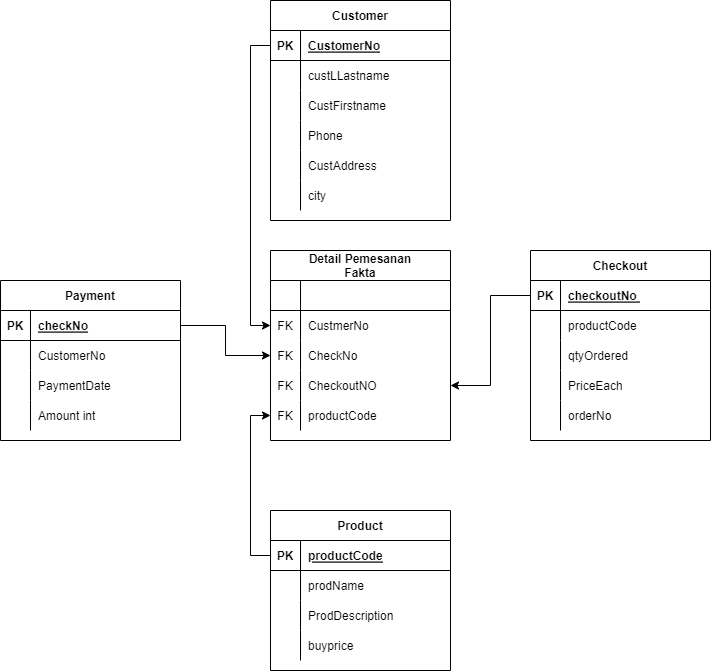 Customer
PK CustomerNo
custLLastname
CustFirstname
Phone
CustAddress
city
Detail Pemesanan
Fakta
FK CustmerNo
FK CheckNo
FK CheckoutNO
FK productCode
Checkout
PK checkoutNo
productCode
qtyOrdered
PriceEach
orderNo
Payment
PK checkNo
CustomerNo
PaymentDate
Amount int
Product
PK productCode
prodName
ProdDescription
buyprice